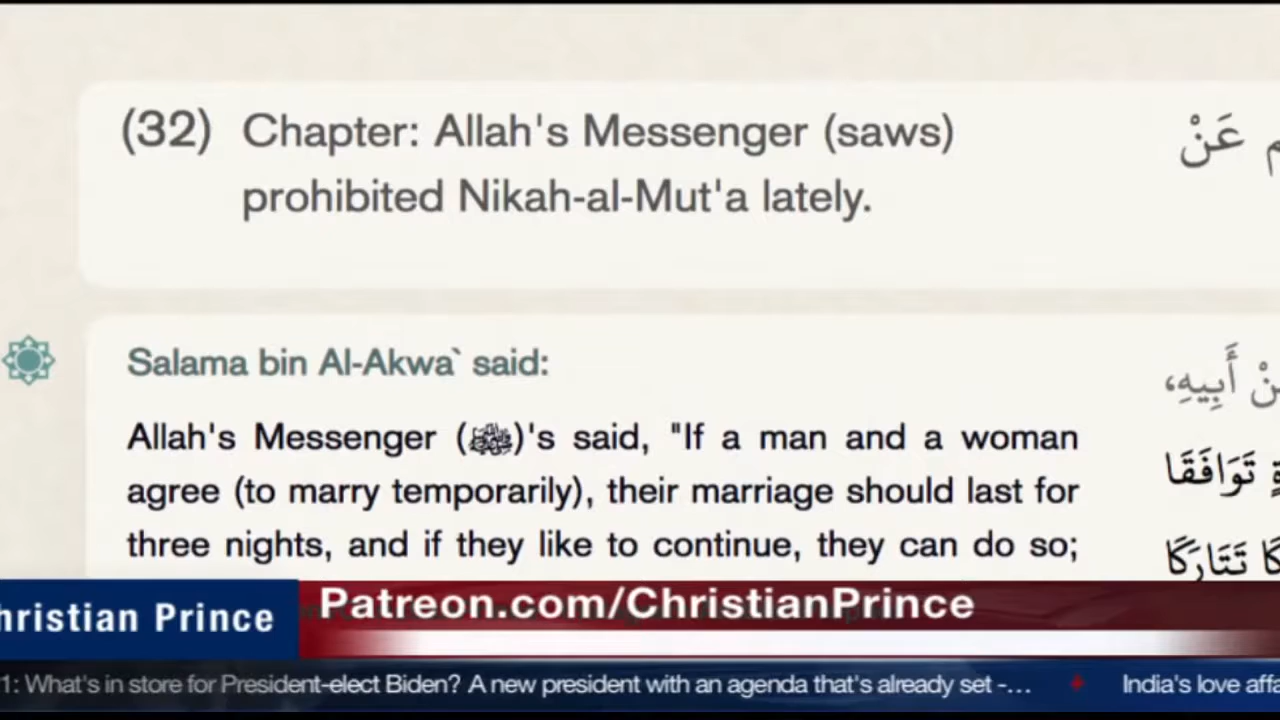 (32) Chapter: Allah's Messenger (saws)
م عَنْ
prohibited Nikah-al-Mut'a lately.
Salama bin Al-Akwa` said:
نْ أَبِيهِ،
Allah's Messenger (ﷺ)'s said, "If a man and a woman
ةٍ تَوَافَقَا
agree (to marry temporarily), their marriage should last for
three nights, and if they like to continue, they can do so;
كَا تَتَارَكَا
hristian Prince
Patreon.com/ChristianPrince
1: What's in store for President-elect Biden? A new president with an agenda that's already set -... India's love affa